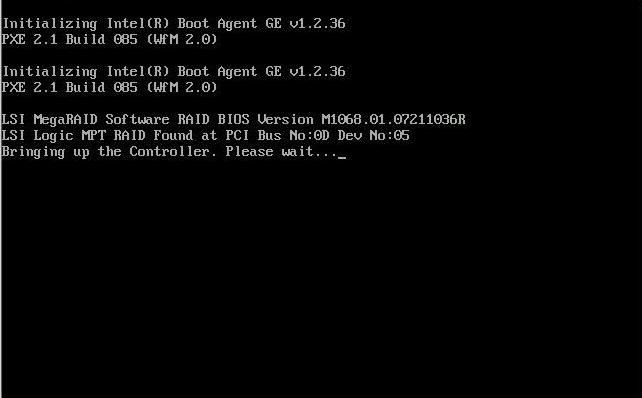 Initializing Intel(R) Boot Agent GE v1.2.36
PXE 2.1 Build 085 (WfM 2.0)
Initializing Intel(R) Boot Agent GE v1.2.36
PXE 2.1 Build 085 (WfM 2.0)
LSI MegaRAID Software RAID BIOS Version M1068.01.07211036R
LSI Logic MPT RAID Found at PCI Bus No:0D Dev No:05
Bringing up the Controller. Please wait..._